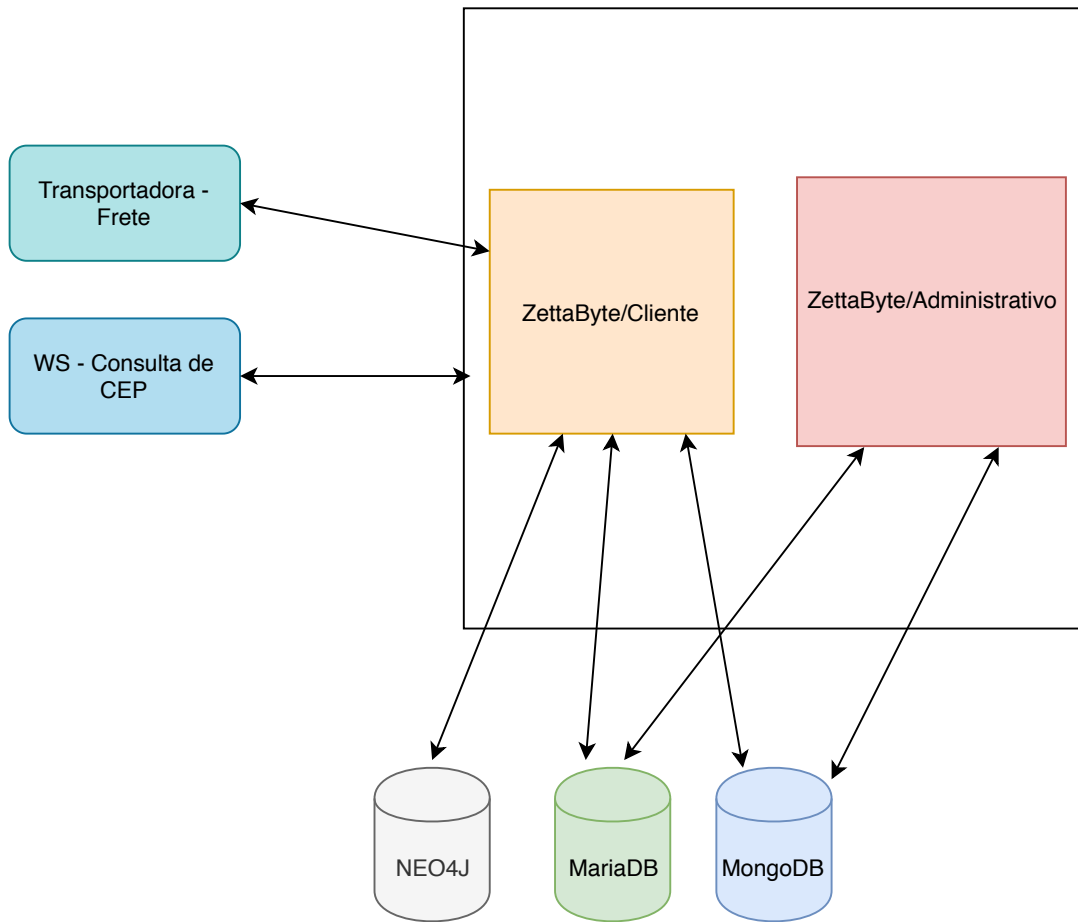 Transportadora -
Frete
WS - Consulta de
CEP
ZettaByte/Cliente
ZettaByte/Administrativo
NEO4J
MariaDB
MongoDB